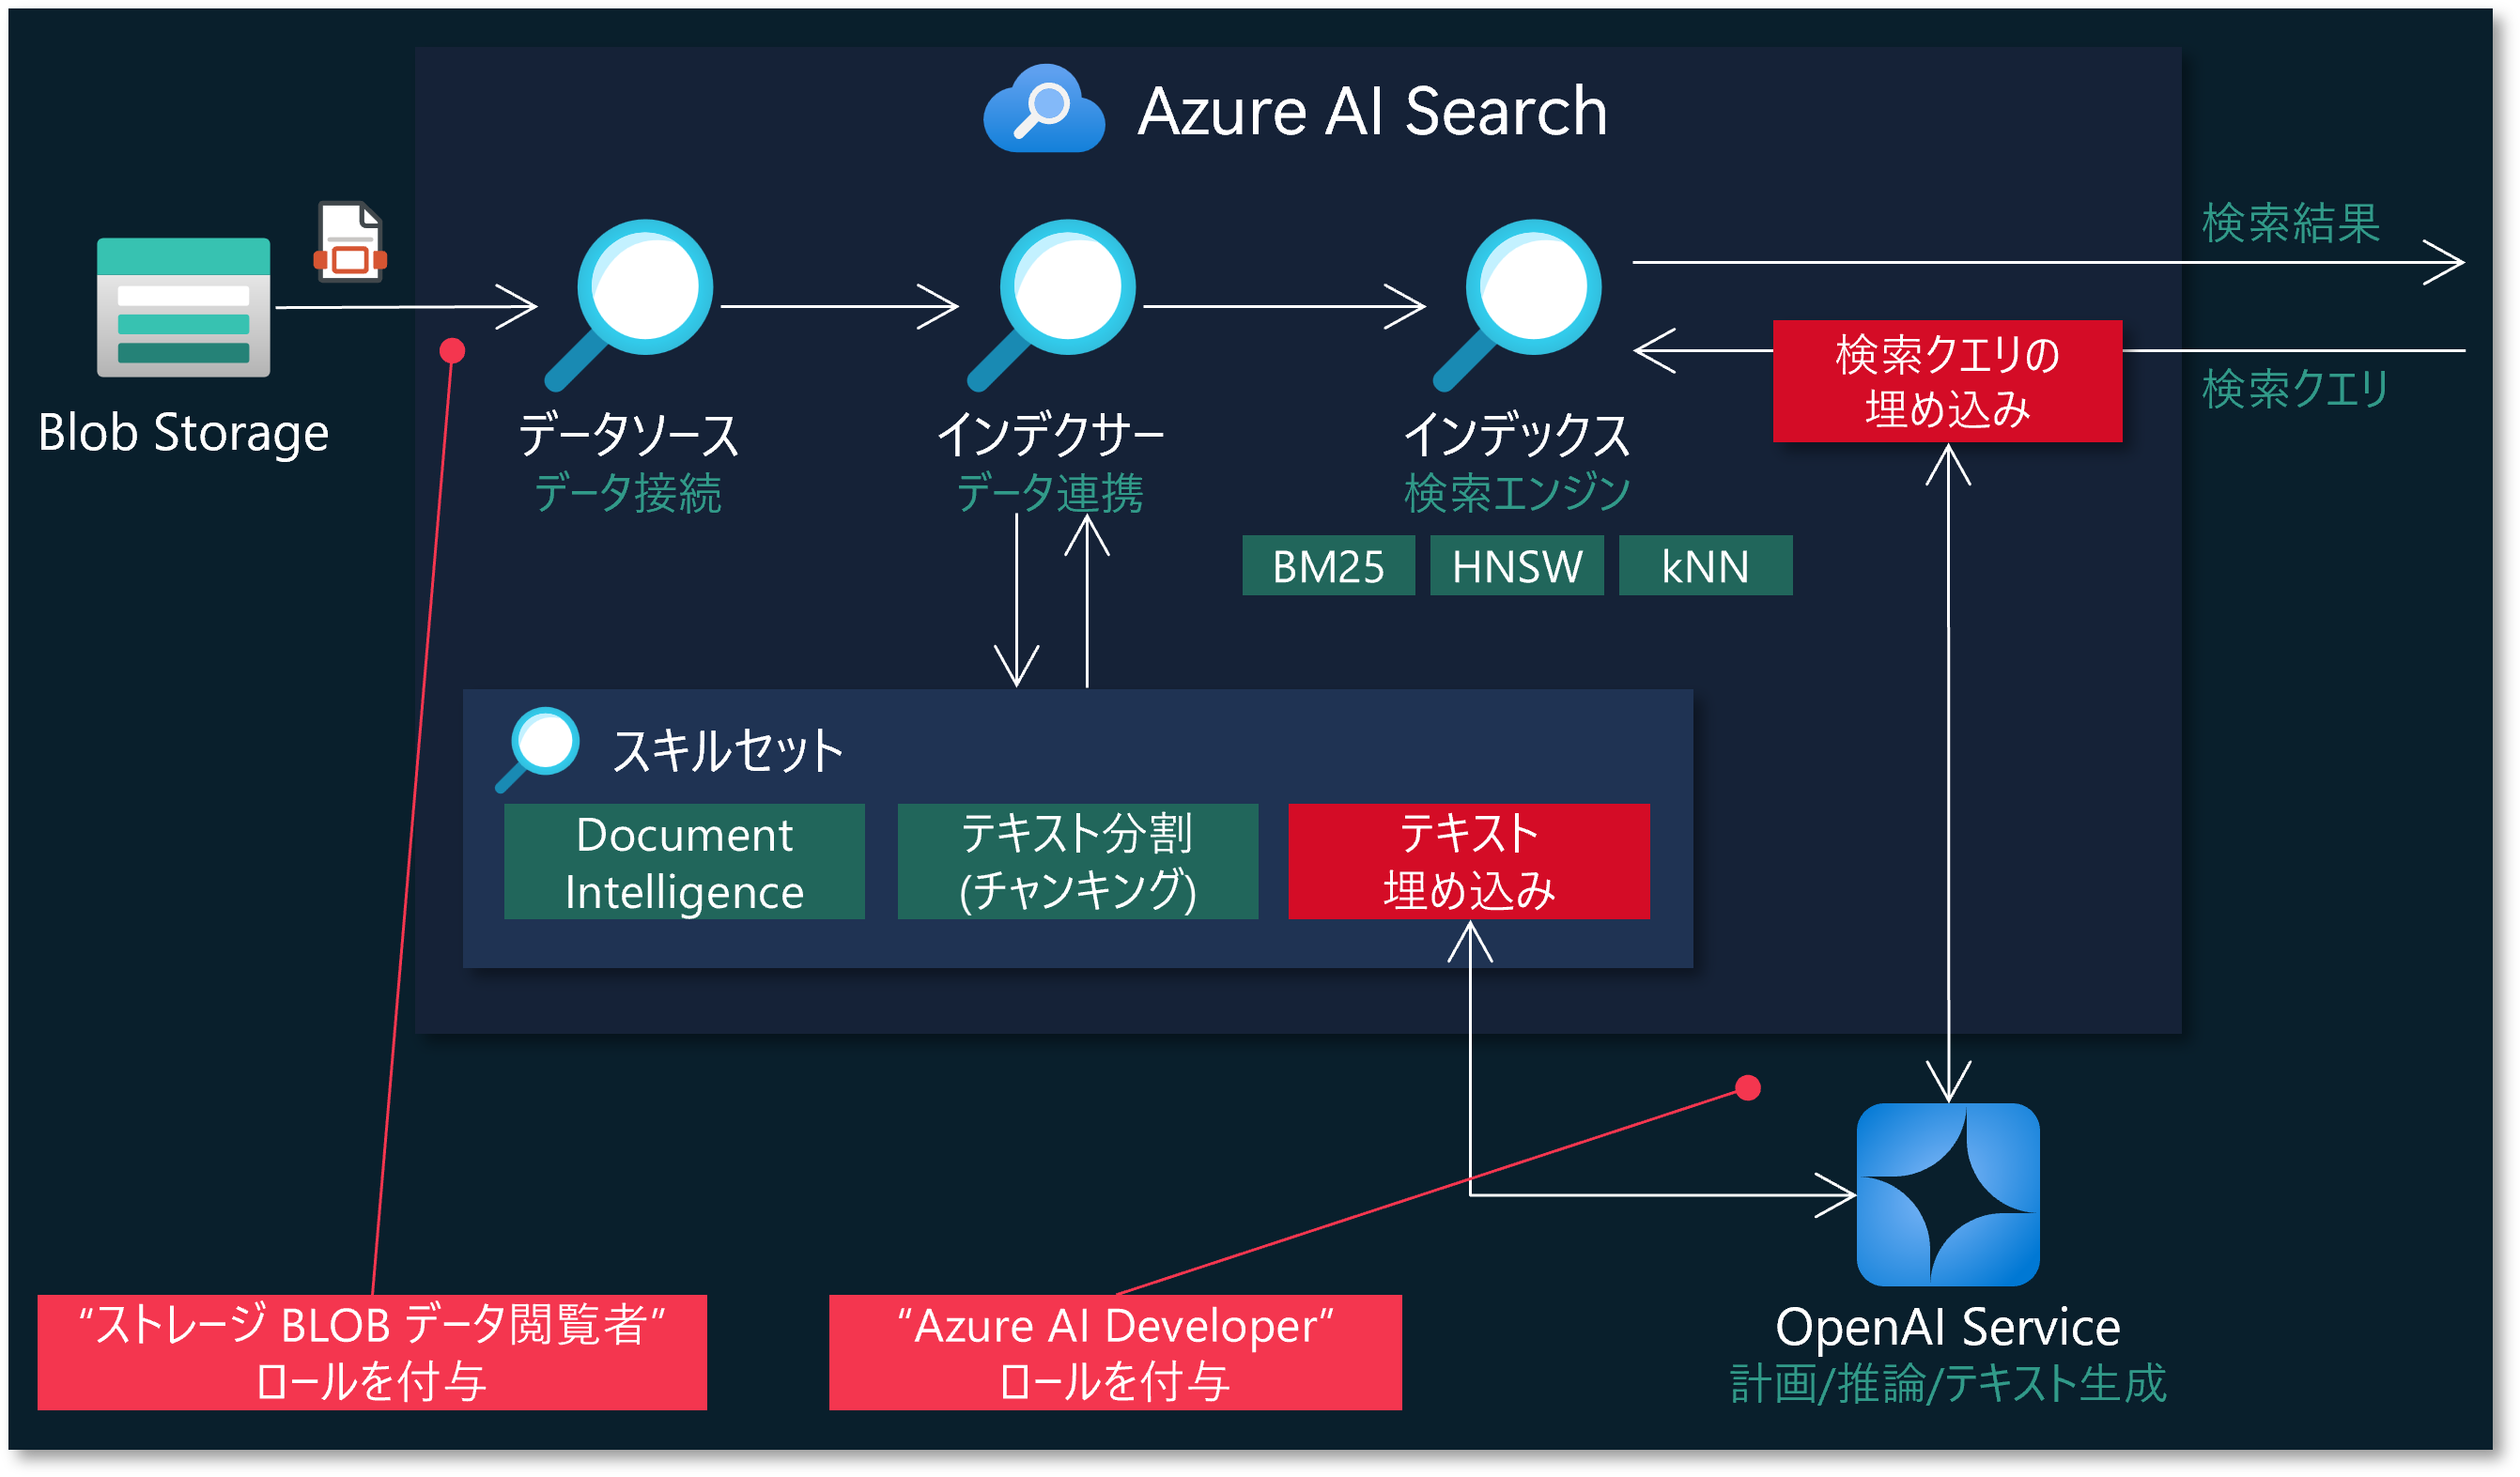 Azure AI Search
検索結果
検索クエリの
埋め込み
検索クエリ
Blob Storage
データソース
データ接続
インデクサー
データ連携
インデックス
検索エンジン
BM25
HNSW
kNN
スキルセット
Document
Intelligence
テキスト分割
(チャンキング)
テキスト
埋め込み
“ストレージ BLOB データ閲覧者”
ロールを付与
“Azure AI Developer”
ロールを付与
OpenAI Service
計画/推論/テキスト生成